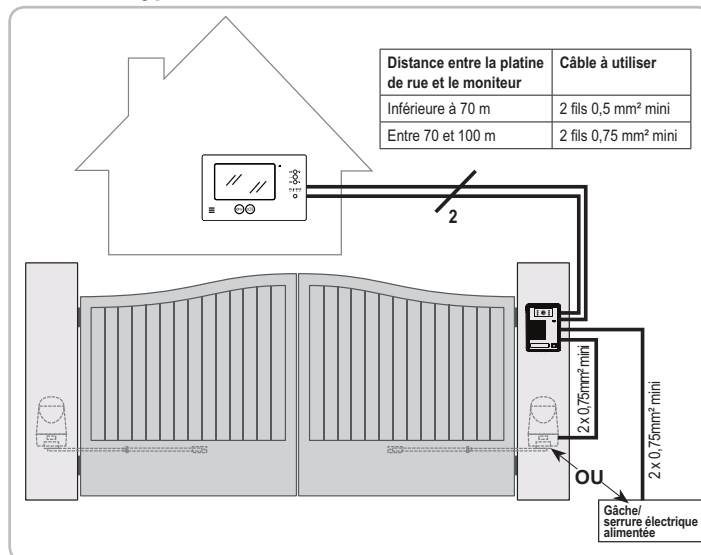 Distance entre la platine
de rue et le moniteur
Câble à utiliser
Inférieure à 70 m
2 fils 0,5 mm² mini
Entre 70 et 100 m
2 fils 0,75 mm² mini
2
2 x 0,75mm² mini
2 x 0,75mm² mini
OU
Gâche/
serrure électrique
alimentée